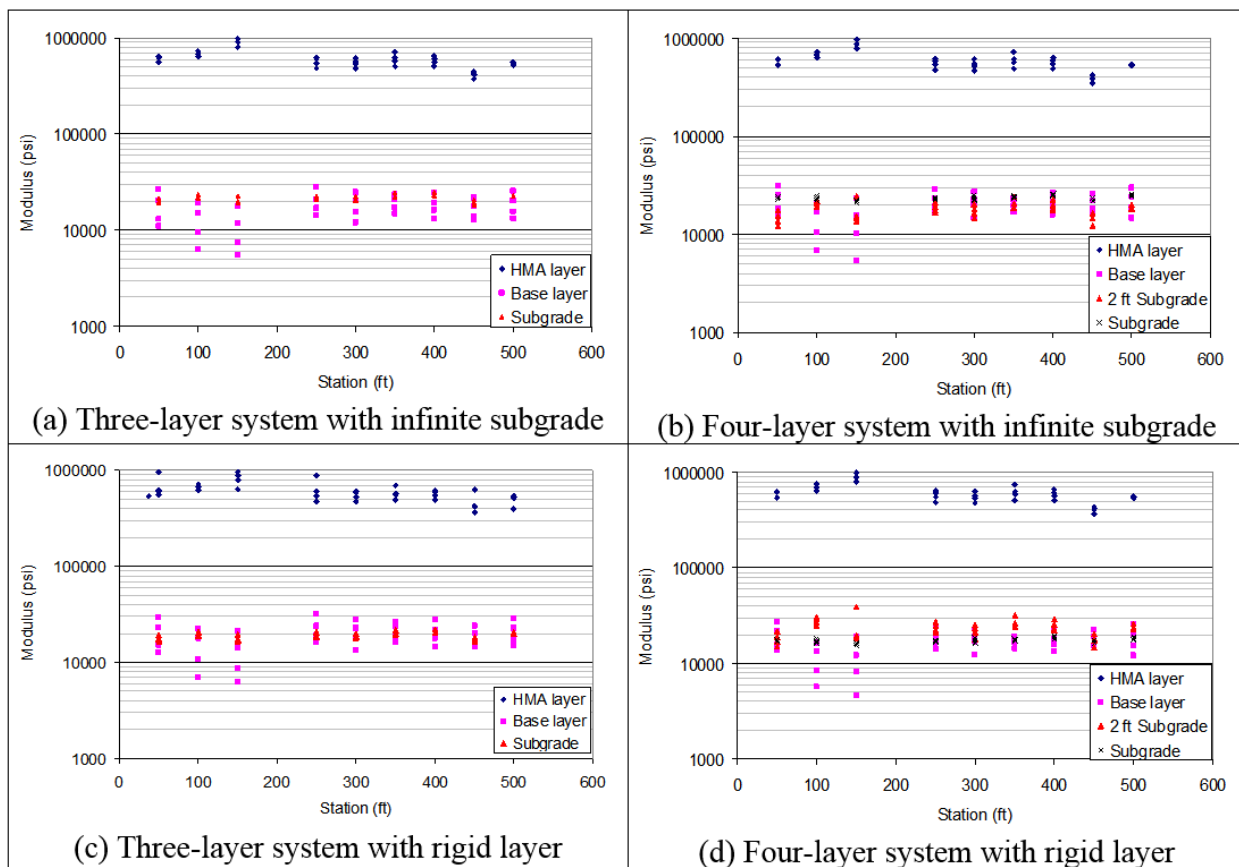 1000000
100000
10000
1000
Modulus (psi)
HMA layer
Base layer
Subgrade
0 100 200 300 400 500 600
Station (ft)
(a) Three-layer system with infinite subgrade
1000000
100000
10000
1000
Modulus (psi)
HMA layer
Base layer
2 ft Subgrade
Subgrade
0 100 200 300 400 500 600
Station (ft)
(b) Four-layer system with infinite subgrade
1000000
100000
10000
1000
Modulus (psi)
HMA layer
Base layer
Subgrade
0 100 200 300 400 500 600
Station (ft)
(c) Three-layer system with rigid layer
1000000
100000
10000
1000
Modulus (psi)
HMA layer
Base layer
2 ft Subgrade
Subgrade
0 100 200 300 400 500 600
Station (ft)
(d) Four-layer system with rigid layer